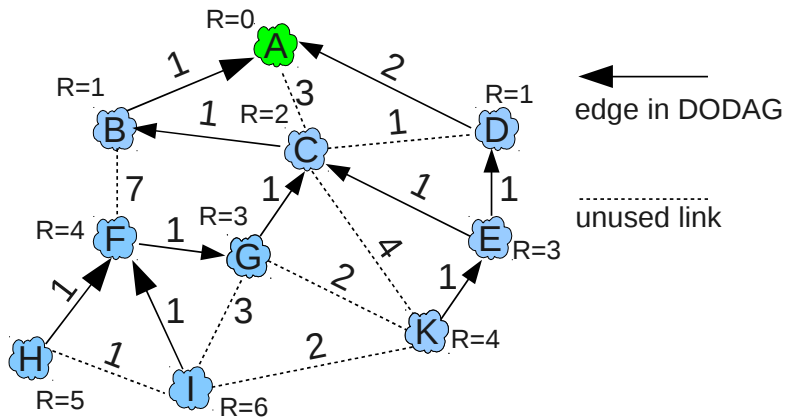 R=0
A
1
2
R=1
3
R=1
edge in DODAG
B
1
R=2
1
D
C
7
1
1
1
unused link
R=3
R=4
F
1
G
4
E
R=3
1
1
3
2
1
K
R=4
H
1
2
I
R=5
R=6